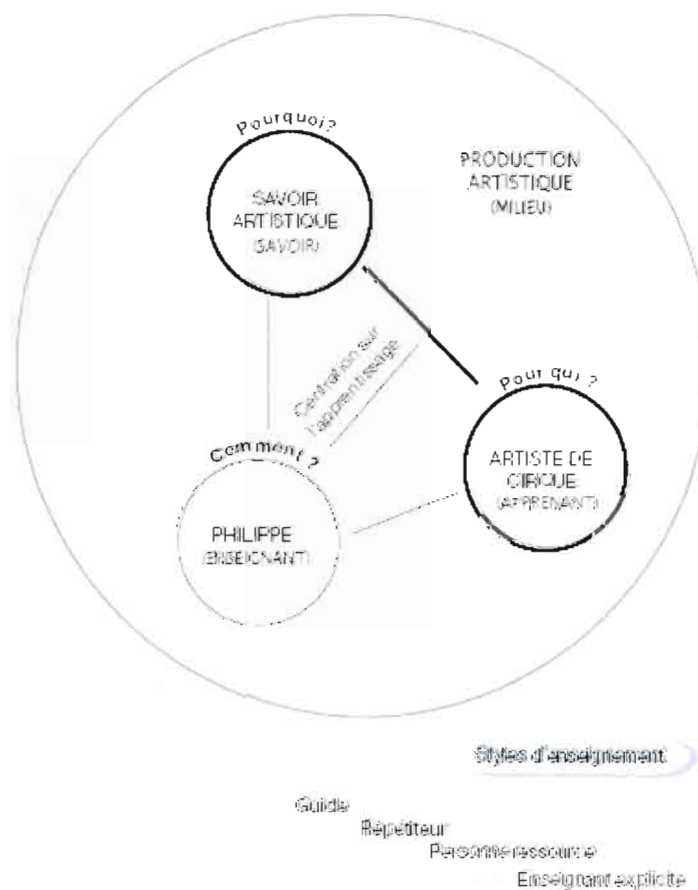 Pourquoi?
SAVOIR
ARTISTIQUE
(SAVOIR)
PRODUCTION
ARTISTIQUE
(MILIEU)
Centration sur
l'apprentissage
Pour qui ?
ARTISTE DE
CIRQUE
(APPRENANT)
Comment ?
PHILIPPE
(ENSEIGNANT)
Styles d'enseignement
Guide
Répétiteur
Personne ressource
Enseignant explicite